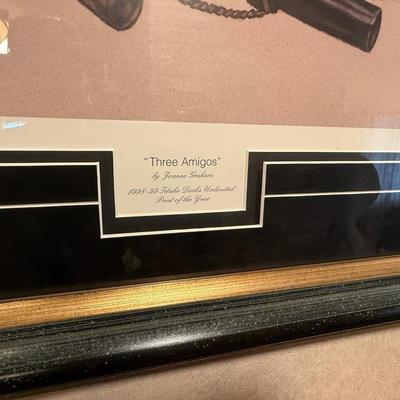 "Three Amigos"
by Joanne Graham
1998-99 Idaho Ducks Unlimited
Print of the Year